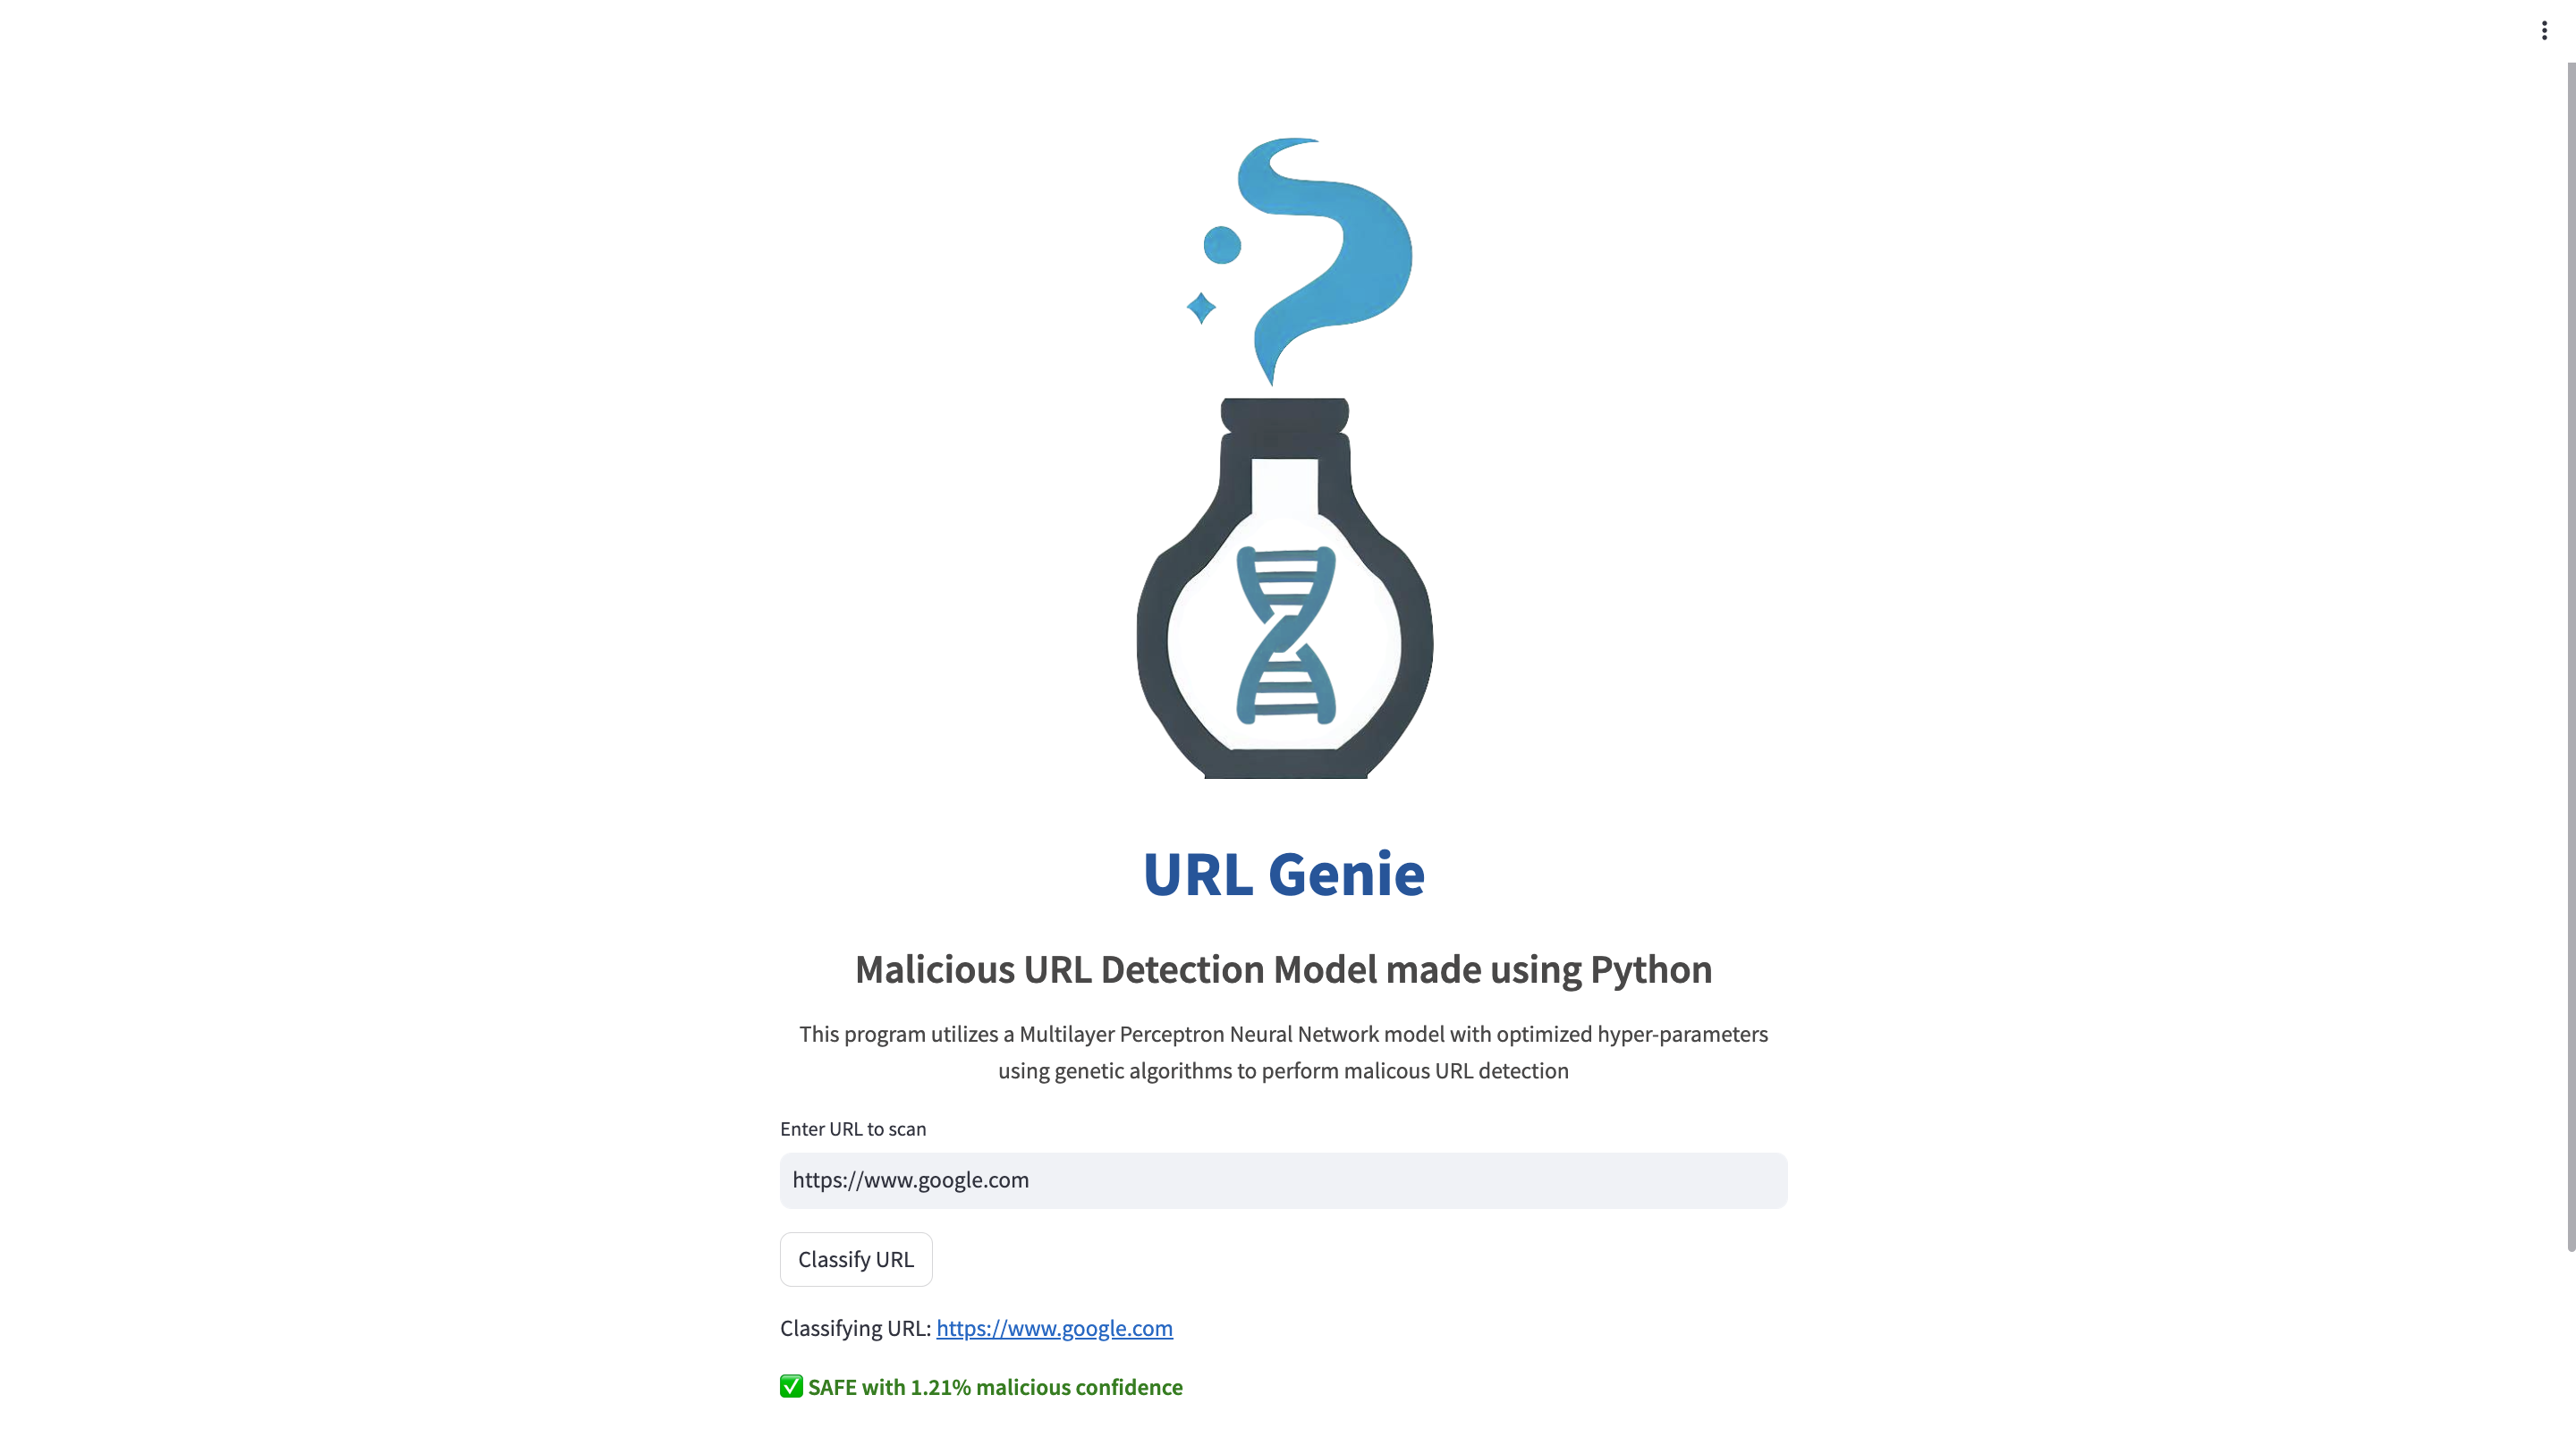 URL Genie
Malicious URL Detection Model made using Python
This program utilizes a Multilayer Perceptron Neural Network model with optimized hyper-parameters
using genetic algorithms to perform malicous URL detection
Enter URL to scan
https://www.google.com
Classify URL
Classifying URL: https://www.google.com
✅ SAFE with 1.21% malicious confidence